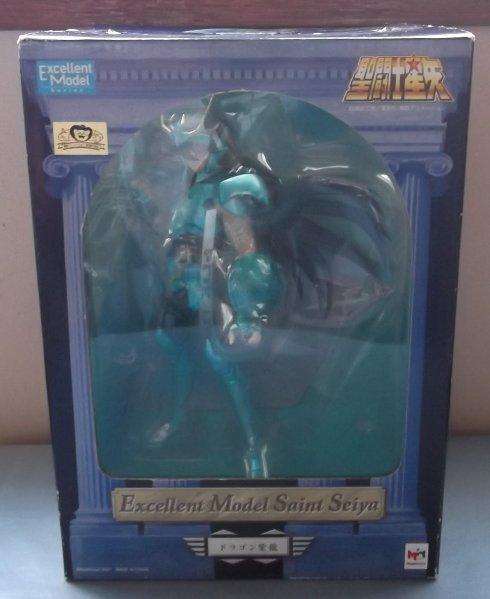 Excellent
Model
Series
聖闘士星矢
Excellent Model Saint Seiya
ドラゴン紫龍
MegaHouse